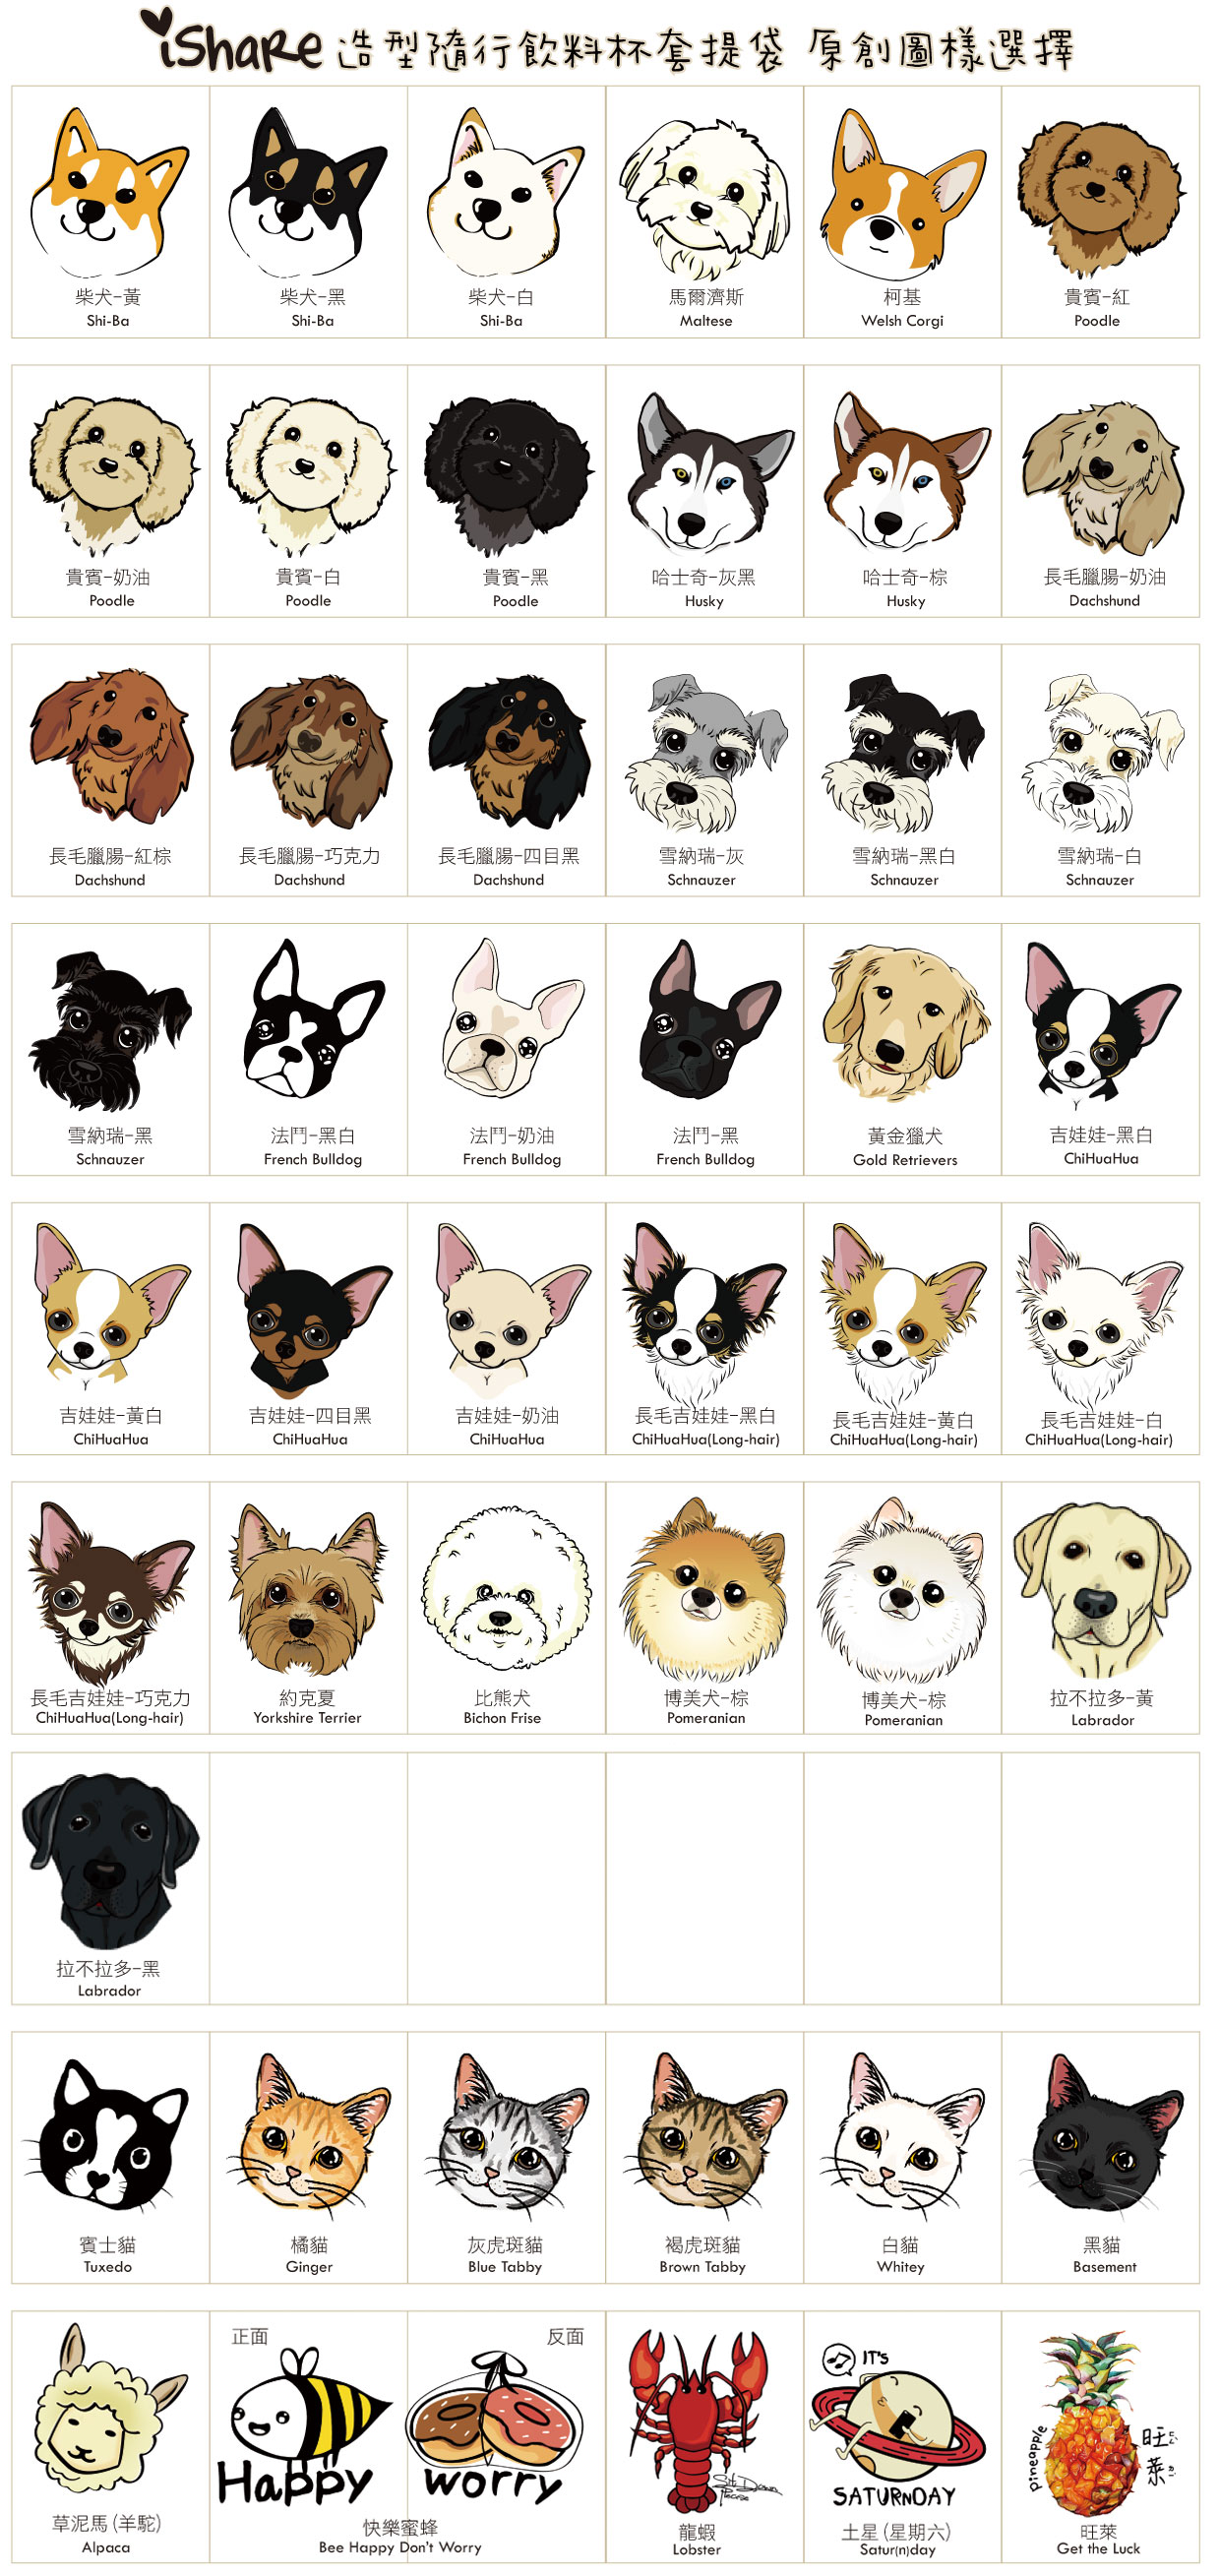 iShaRe 造型隨行飲料杯套提袋 原創圖樣選擇
柴犬-黃
Shi-Ba
柴犬-黑
Shi-Ba
柴犬-白
Shi-Ba
馬爾濟斯
Maltese
柯基
Welsh Corgi
貴賓-紅
Poodle
貴賓-奶油
Poodle
貴賓-白
Poodle
貴賓-黑
Poodle
哈士奇-灰黑
Husky
哈士奇-棕
Husky
長毛臘腸-奶油
Dachshund
長毛臘腸-紅棕
Dachshund
長毛臘腸-巧克力
Dachshund
長毛臘腸-四目黑
Dachshund
雪納瑞-灰
Schnauzer
雪納瑞-黑白
Schnauzer
雪納瑞-白
Schnauzer
雪納瑞-黑
Schnauzer
法鬥-黑白
French Bulldog
法鬥-奶油
French Bulldog
法鬥-黑
French Bulldog
黃金獵犬
Gold Retrievers
吉娃娃-黑白
ChiHuaHua
吉娃娃-黃白
ChiHuaHua
吉娃娃-四目黑
ChiHuaHua
吉娃娃-奶油
ChiHuaHua
長毛吉娃娃-黑白
ChiHuaHua(Long-hair)
長毛吉娃娃-黃白
ChiHuaHua(Long-hair)
長毛吉娃娃-白
ChiHuaHua(Long-hair)
長毛吉娃娃-巧克力
ChiHuaHua(Long-hair)
約克夏
Yorkshire Terrier
比熊犬
Bichon Frise
博美犬-棕
Pomeranian
博美犬-棕
Pomeranian
拉不拉多-黃
Labrador
拉不拉多-黑
Labrador
賓士貓
Tuxedo
橘貓
Ginger
灰虎斑貓
Blue Tabby
褐虎斑貓
Brown Tabby
白貓
Whitey
黑貓
Basement
草泥馬(羊駝)
Alpaca
正面
Happy
反面
worry
快樂蜜蜂
Bee Happy Don't Worry
龍蝦
Lobster
IT'S
SATURNDAY
土星(星期六)
Satur(n)day
Pineapple
旺萊
旺萊
Get the Luck